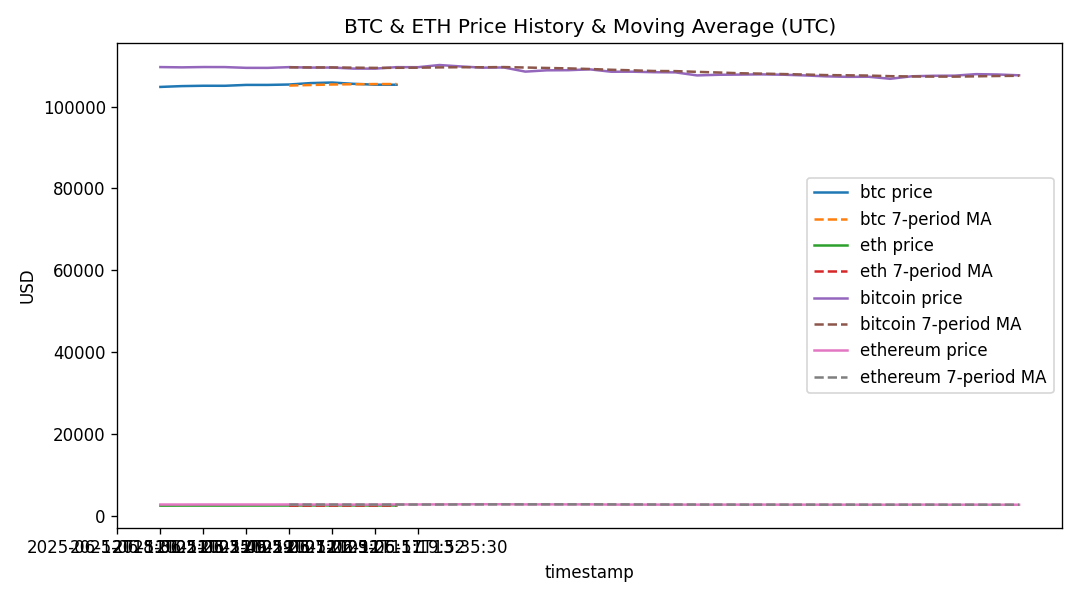 BTC & ETH Price History & Moving Average (UTC)
USD
100000
80000
60000
40000
20000
0
btc price
btc 7-period MA
eth price
eth 7-period MA
bitcoin price
bitcoin 7-period MA
ethereum price
ethereum 7-period MA
timestamp